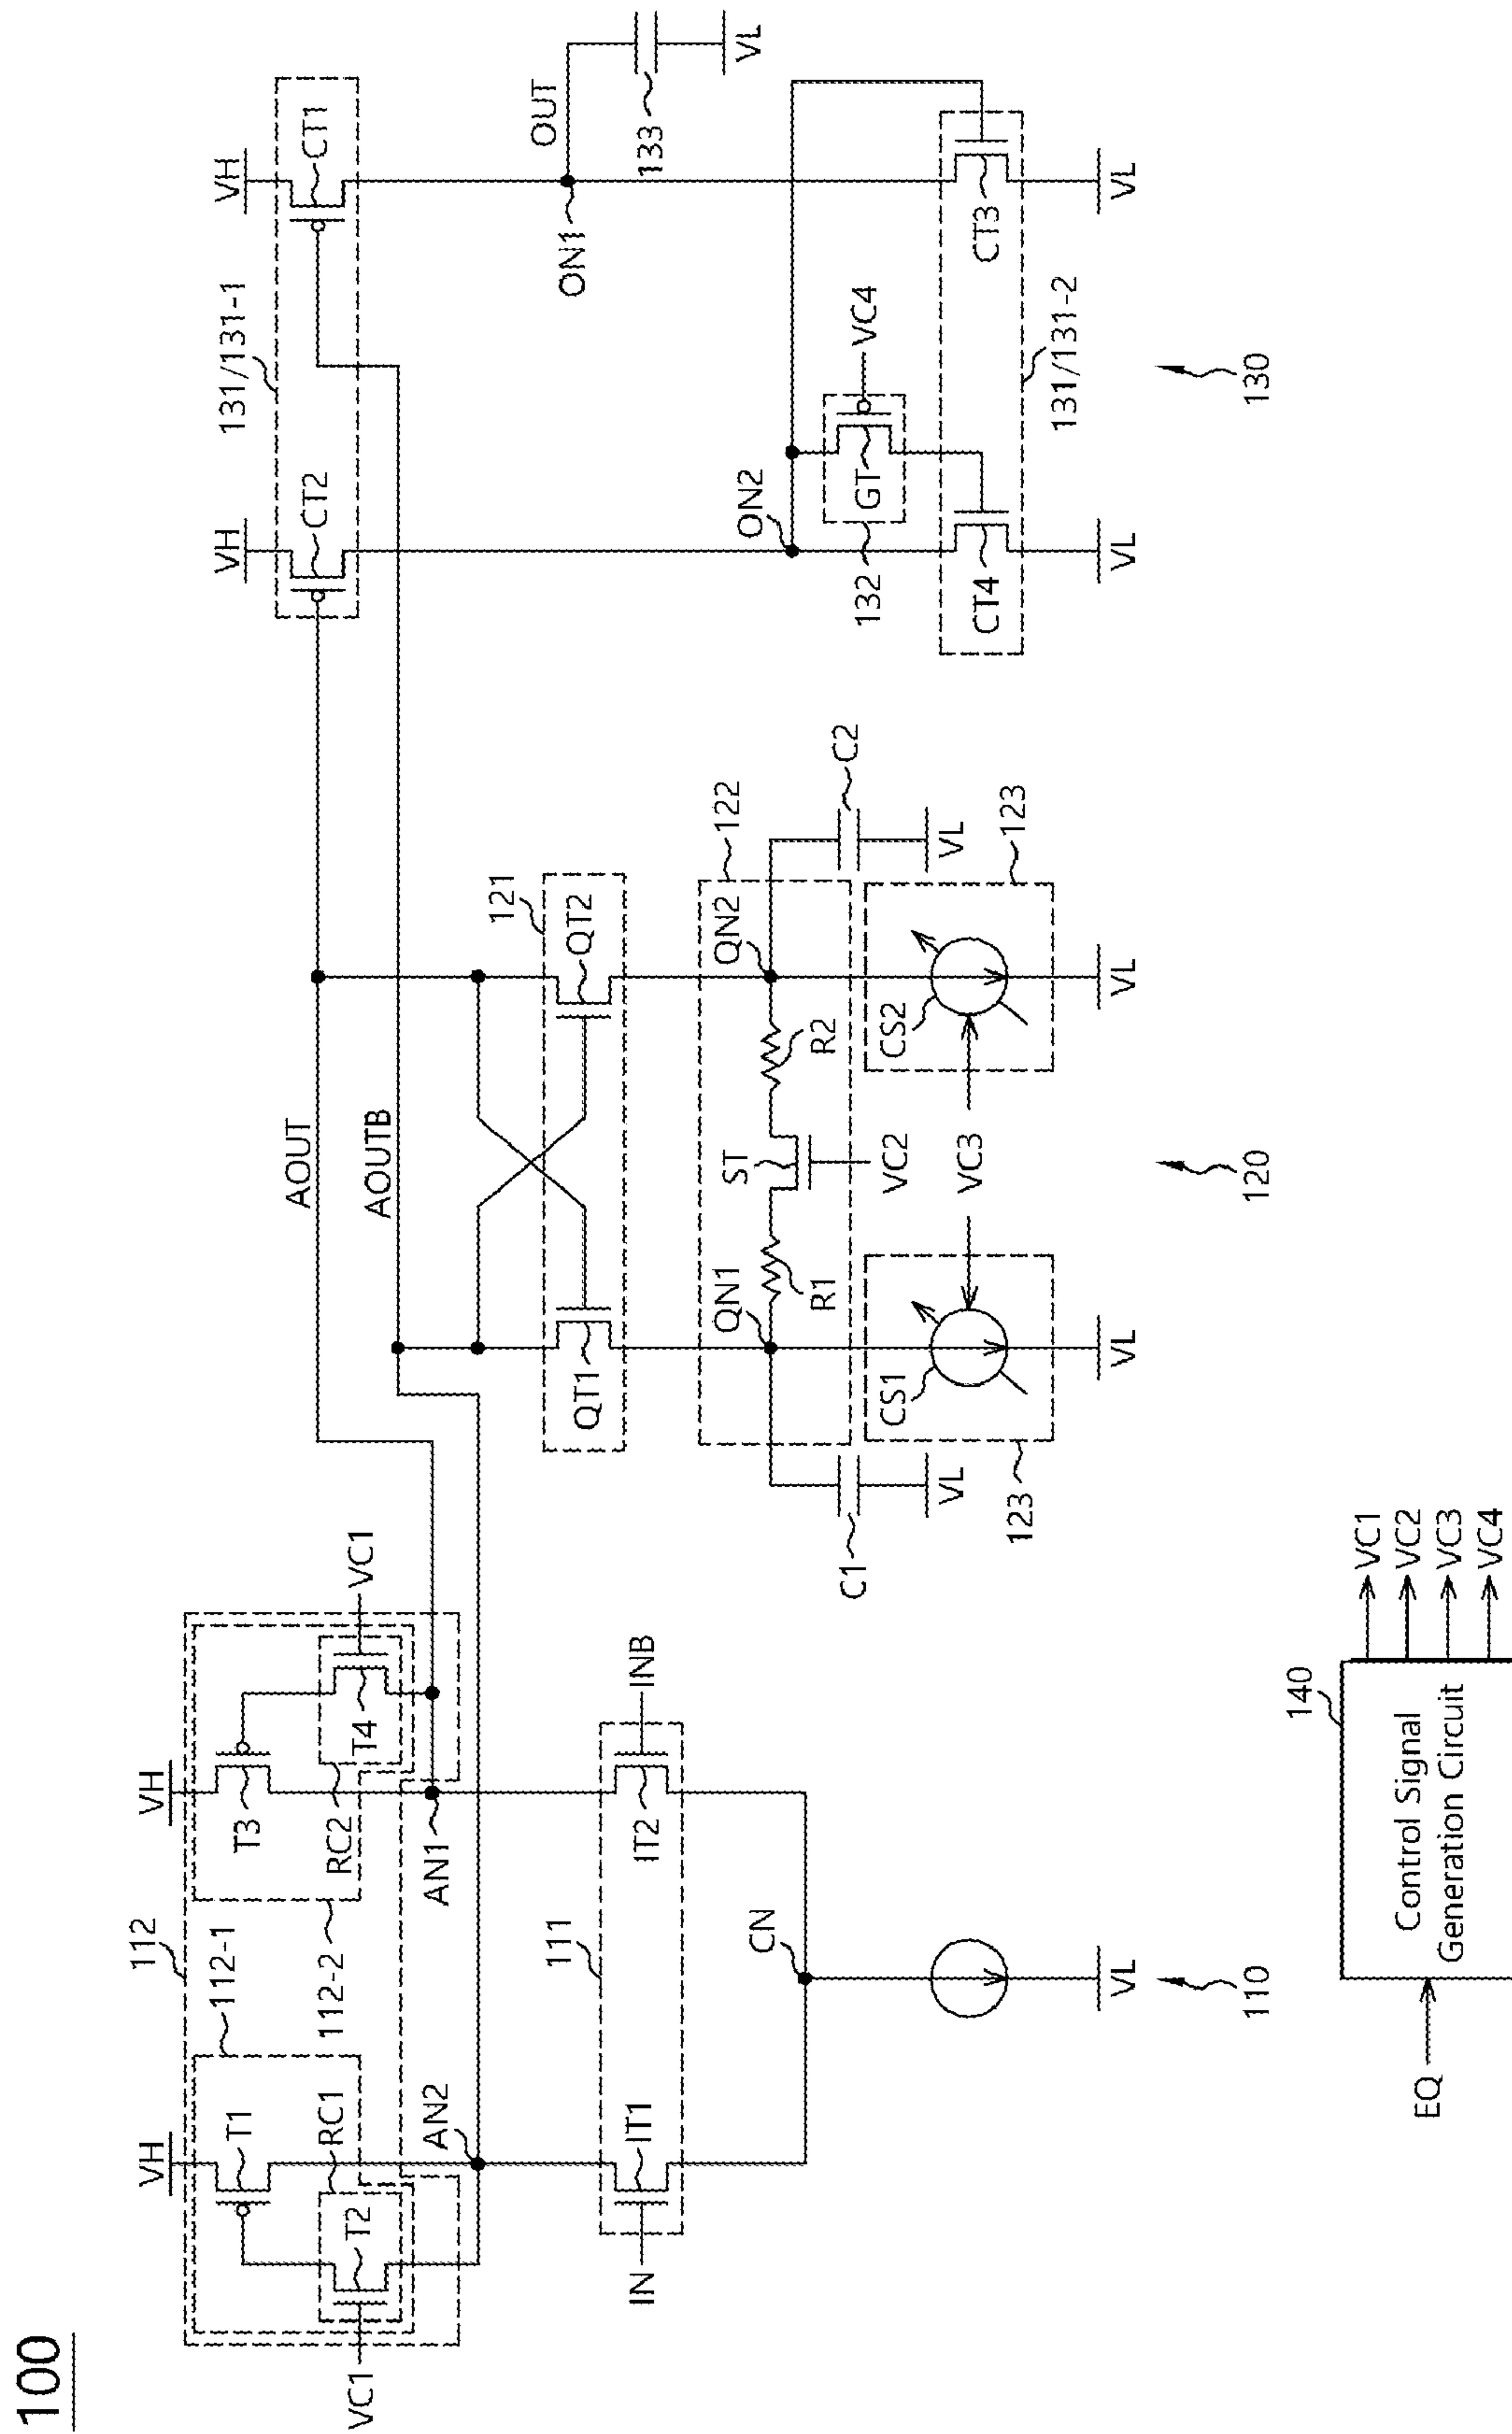 100
VH
VH
112
112-1
T1
T3
RC1
T2
VC1
112-2
RC2
T4
VC1
AN2
AN1
111
IN
IT1
IT2
INB
CN
VL
110
AOUT
AOUTB
121
QT1
QT2
122
QN1
QN2
R1
ST
R2
VC2
C1
VL
C2
VL
CS1
VC3
CS2
123
123
VL
VL
120
VH
VH
131/131-1
CT2
CT1
OUT
ON1
133
VL
ON2
132
GT
VC4
CT4
CT3
131/131-2
VL
VL
130
EQ
140
Control Signal
Generation Circuit
VC1
VC2
VC3
VC4